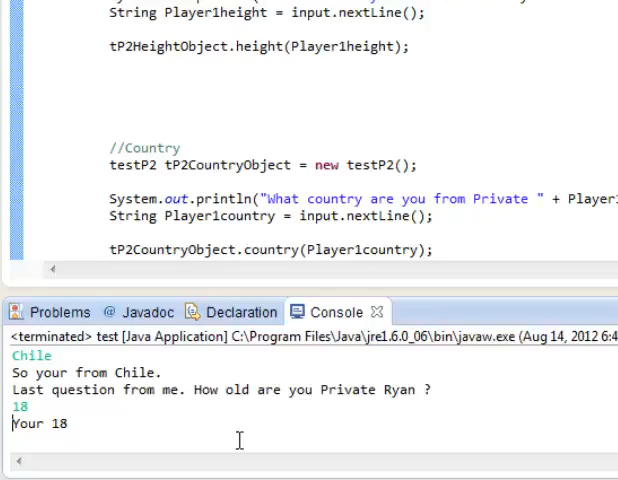 String Player1height = input.nextLine();
tP2HeightObject.height(Player1height);
//Country
testP2 tP2CountryObject = new testP2();
System.out.println("What country are you from Private " + Player1
String Player1country = input.nextLine();
tP2CountryObject.country(Player1country);
Problems @ Javadoc Declaration Console
<terminated> test [Java Application] C:\Program Files\Java\jre1.6.0_06\bin\javaw.exe (Aug 14, 2012 6:4
Chile
So your from Chile.
Last question from me. How old are you Private Ryan ?
18
Your 18